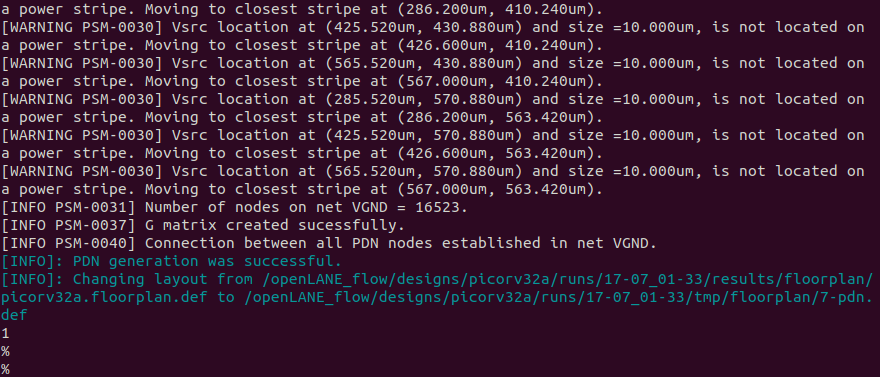 a power stripe. Moving to closest stripe at (286.200um, 410.240um).
[WARNING PSM-0030] Vsrc location at (425.520um, 430.880um) and size =10.000um, is not located on
a power stripe. Moving to closest stripe at (426.600um, 410.240um).
[WARNING PSM-0030] Vsrc location at (565.520um, 430.880um) and size =10.000um, is not located on
a power stripe. Moving to closest stripe at (567.000um, 410.240um).
[WARNING PSM-0030] Vsrc location at (285.520um, 570.880um) and size =10.000um, is not located on
a power stripe. Moving to closest stripe at (286.200um, 563.420um).
[WARNING PSM-0030] Vsrc location at (425.520um, 570.880um) and size =10.000um, is not located on
a power stripe. Moving to closest stripe at (426.600um, 563.420um).
[WARNING PSM-0030] Vsrc location at (565.520um, 570.880um) and size =10.000um, is not located on
a power stripe. Moving to closest stripe at (567.000um, 563.420um).
[INFO PSM-0031] Number of nodes on net VGND = 16523.
[INFO PSM-0037] G matrix created sucessfully.
[INFO PSM-0040] Connection between all PDN nodes established in net VGND.
[INFO]: PDN generation was successful.
[INFO]: Changing layout from /openLANE_flow/designs/picorv32a/runs/17-07_01-33/results/floorplan/
picorv32a.floorplan.def to /openLANE_flow/designs/picorv32a/runs/17-07_01-33/tmp/floorplan/7-pdn.
def
1
%
%